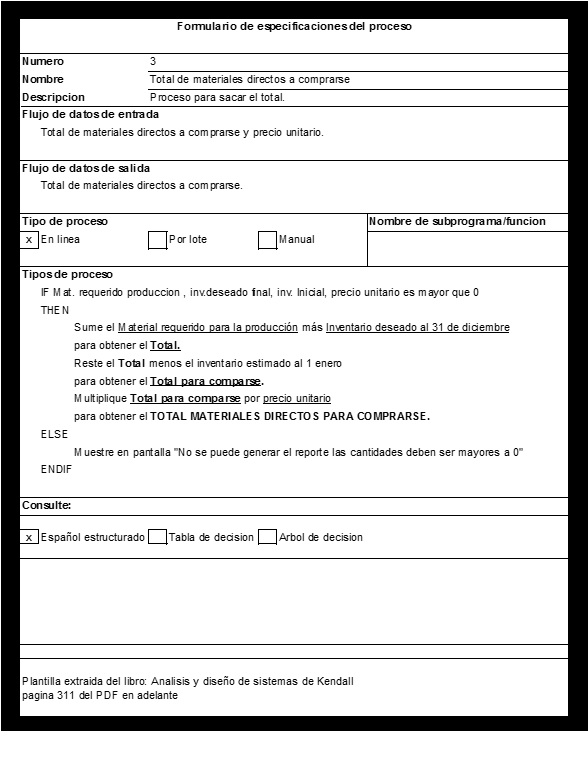 Formulario de especificaciones del proceso
Numero 3
Nombre Total de materiales directos a comprarse
Descripcion Proceso para sacar el total.
Flujo de datos de entrada
Total de materiales directos a comprarse y precio unitario.
Flujo de datos de salida
Total de materiales directos a comprarse.
Tipo de proceso Nombre de subprograma/funcion
x En linea Por lote Manual
Tipos de proceso
IF Mat. requerido produccion , inv.deseado final, inv. Inicial, precio unitario es mayor que 0
THEN
Sume el Material requerido para la producción más Inventario deseado al 31 de diciembre
para obtener el Total.
Reste el Total menos el inventario estimado al 1 enero
para obtener el Total para comparse.
Multiplique Total para comparse por precio unitario
para obtener el TOTAL MATERIALES DIRECTOS PARA COMPRARSE.
ELSE
Muestre en pantalla "No se puede generar el reporte las cantidades deben ser mayores a 0"
ENDIF
Consulte:
x Español estructurado Tabla de decision Arbol de decision
Plantilla extraida del libro: Analisis y diseño de sistemas de Kendall
pagina 311 del PDF en adelante